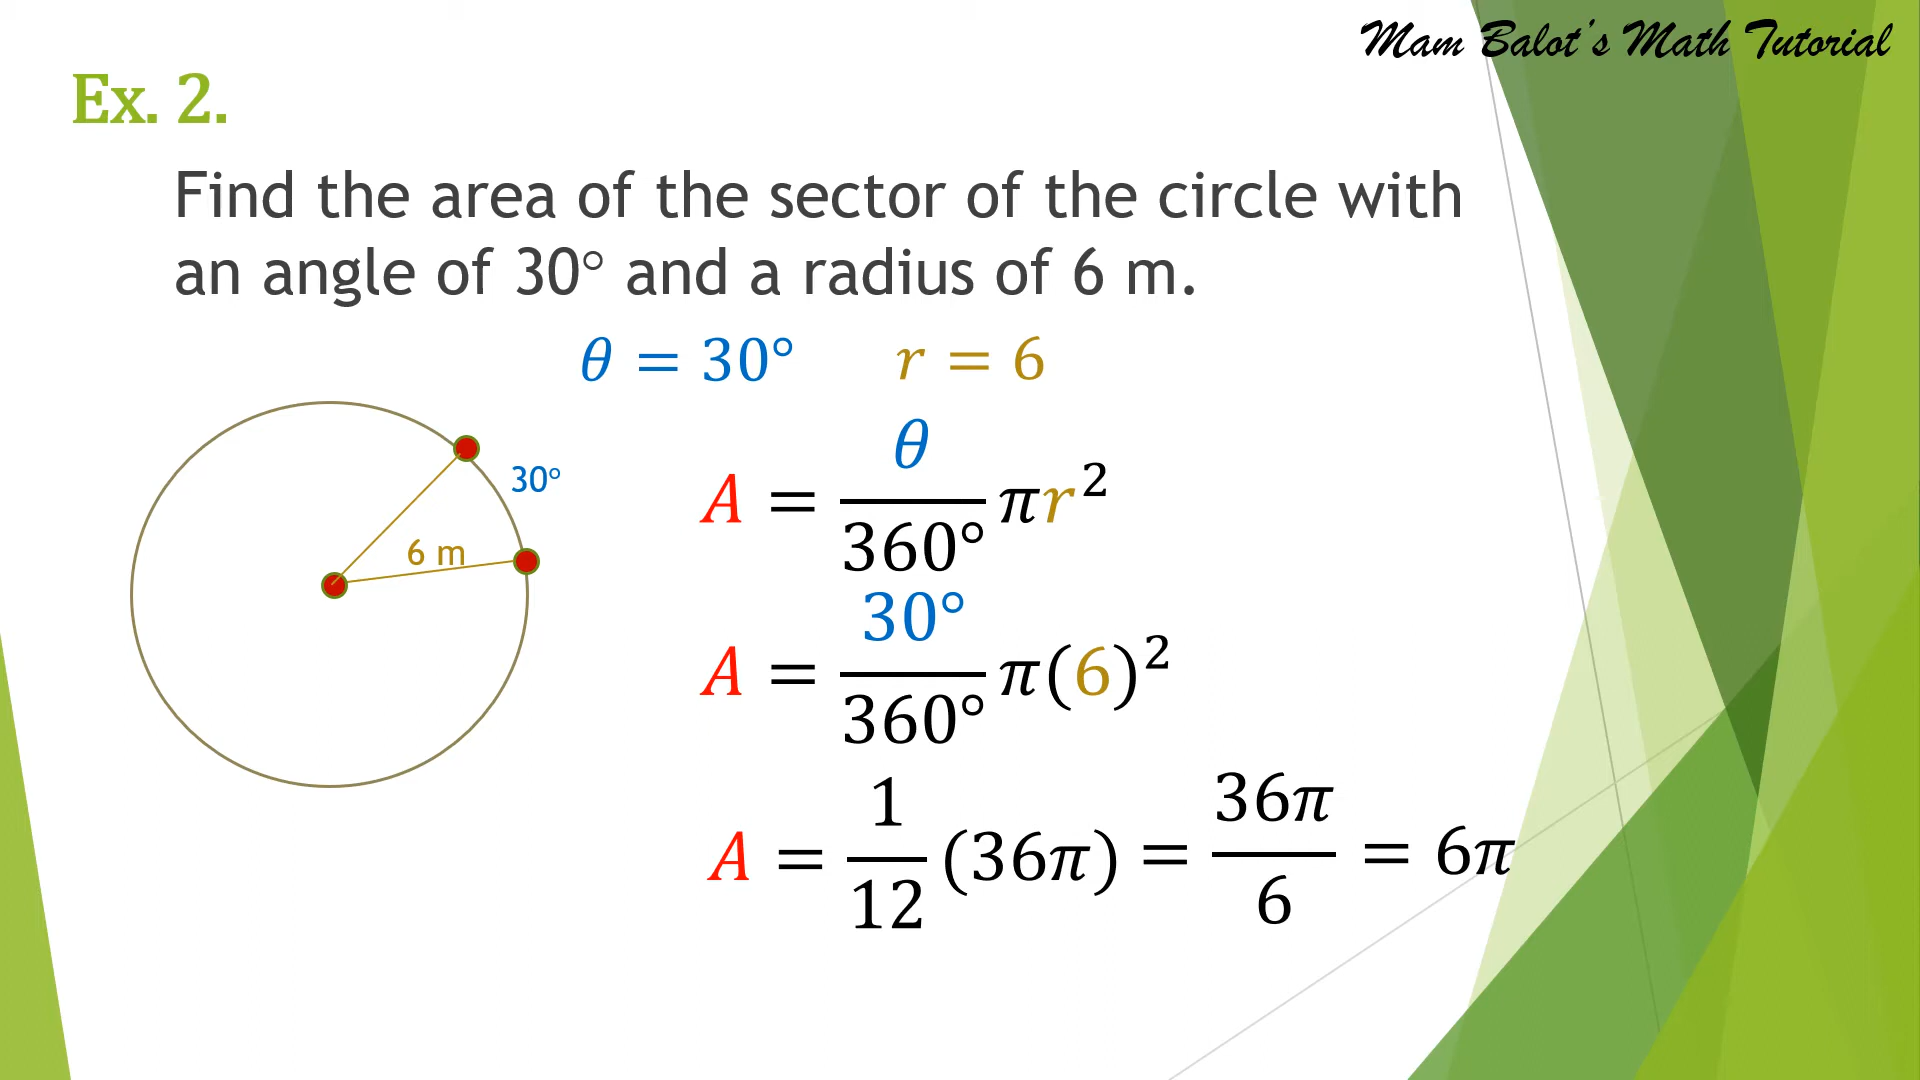 Mam Balot's Math Tutorial
Ex. 2.
Find the area of the sector of the circle with
an angle of 30° and a radius of 6 m.
θ = 30° r = 6
30°
6 m
A = θ/360° πr²
A = 30°/360° π(6)²
A = 1/12 (36π) = 36π/6 = 6π